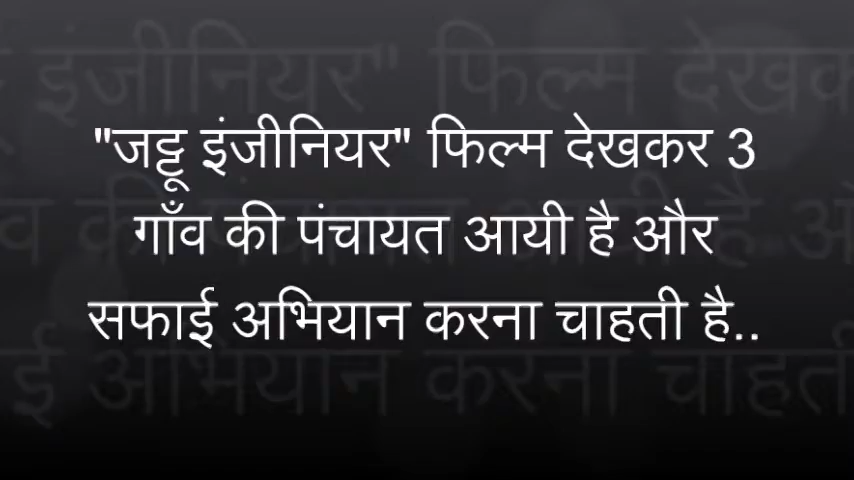 "जट्टू इंजीनियर" फिल्म देखकर 3
गाँव की पंचायत आयी है और
सफाई अभियान करना चाहती है..